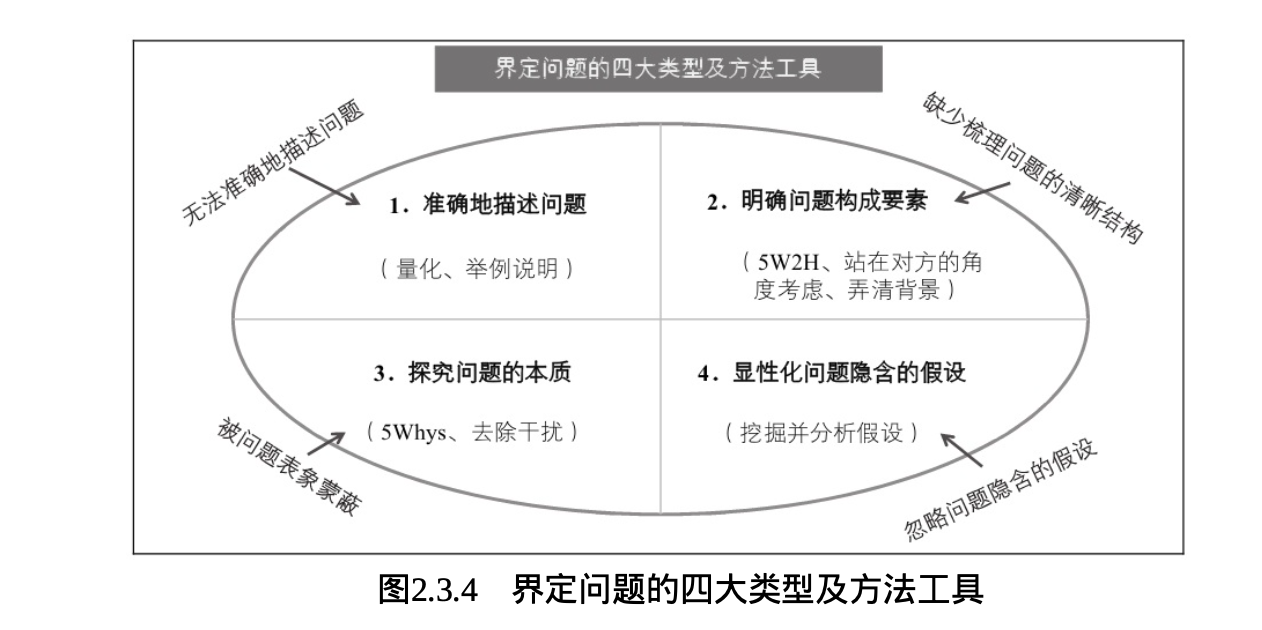 界定问题的四大类型及方法工具
无法准确地描述问题
缺少梳理问题的清晰结构
1. 准确地描述问题
（量化、举例说明）
2. 明确问题构成要素
（5W2H、站在对方的角
度考虑、弄清背景）
3. 探究问题的本质
（5Whys、去除干扰）
4. 显性化问题隐含的假设
（挖掘并分析假设）
被问题表象蒙蔽
忽略问题隐含的假设
图2.3.4 界定问题的四大类型及方法工具